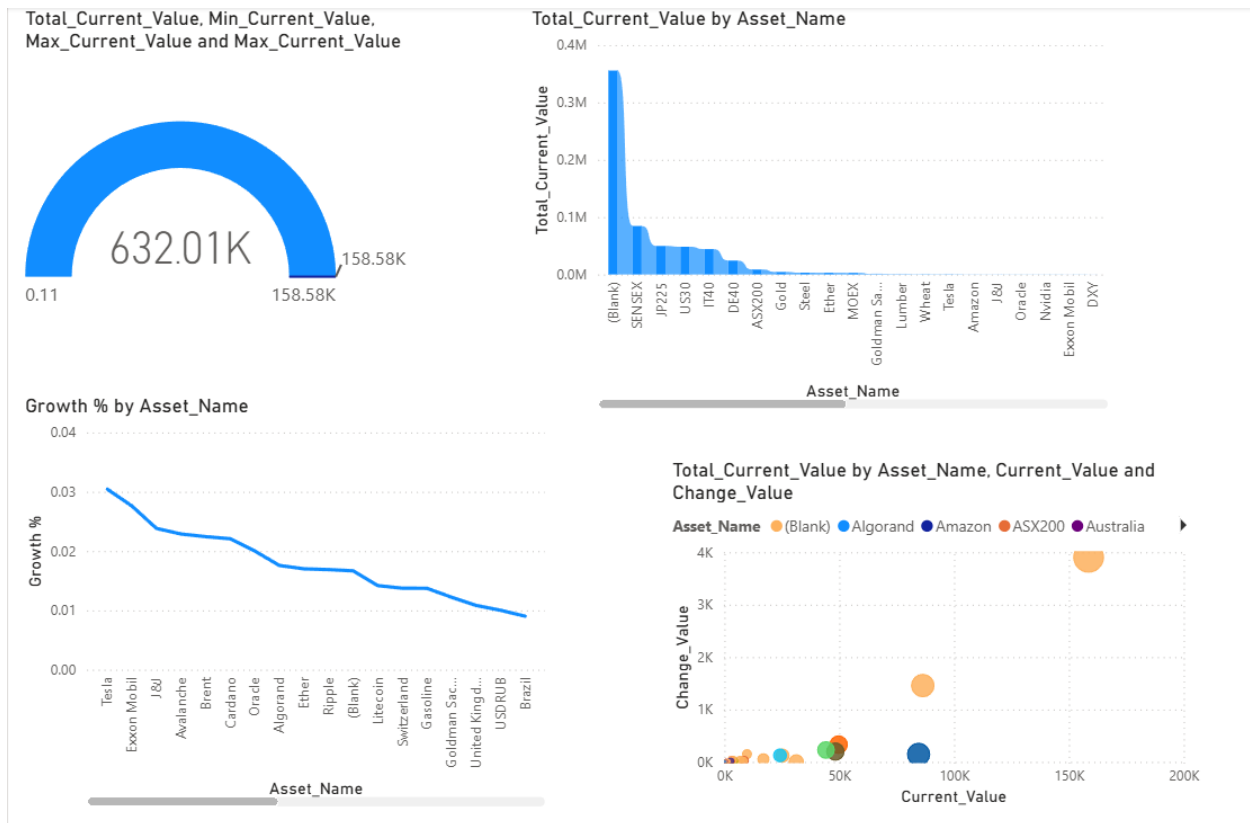 Total_Current_Value, Min_Current_Value,
Max_Current_Value and Max_Current_Value
632.01K
158.58K
0.11
158.58K
Total_Current_Value by Asset_Name
0.4M
0.3M
0.2M
0.1M
0.0M
Total_Current_Value
(Blank)
SENSEX
JP225
US30
IT40
DE40
ASX200
Gold
Steel
Ether
MOEX
Goldman Sa...
Lumber
Wheat
Tesla
Amazon
J&J
Oracle
Nvidia
Exxon Mobil
DXY
Asset_Name
Growth % by Asset_Name
0.04
0.03
0.02
0.01
0.00
Growth %
Tesla
Exxon Mobil
J&J
Avalanche
Brent
Cardano
Oracle
Algorand
Ether
Ripple
(Blank)
Litecoin
Switzerland
Gasoline
Goldman Sac...
United Kingd...
USDRUB
Brazil
Asset_Name
Total_Current_Value by Asset_Name, Current_Value and
Change_Value
Asset_Name (Blank) Algorand Amazon ASX200 Australia
4K
3K
2K
1K
0K
Change_Value
0K 50K 100K 150K 200K
Current_Value